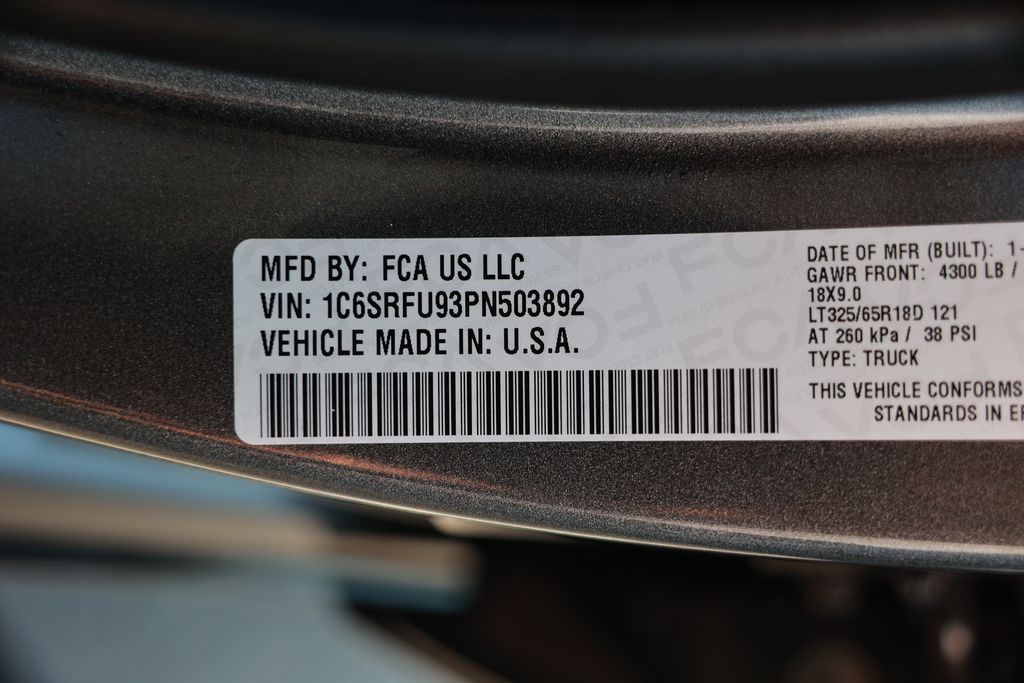 MFD BY: FCA US LLC
VIN: 1C6SRFU93PN503892
VEHICLE MADE IN: U.S.A.
DATE OF MFR (BUILT): 1-
GAWR FRONT: 4300 LB /
18X9.0
LT325/65R18D 121
AT 260 kPa / 38 PSI
TYPE: TRUCK
THIS VEHICLE CONFORMS
STANDARDS IN